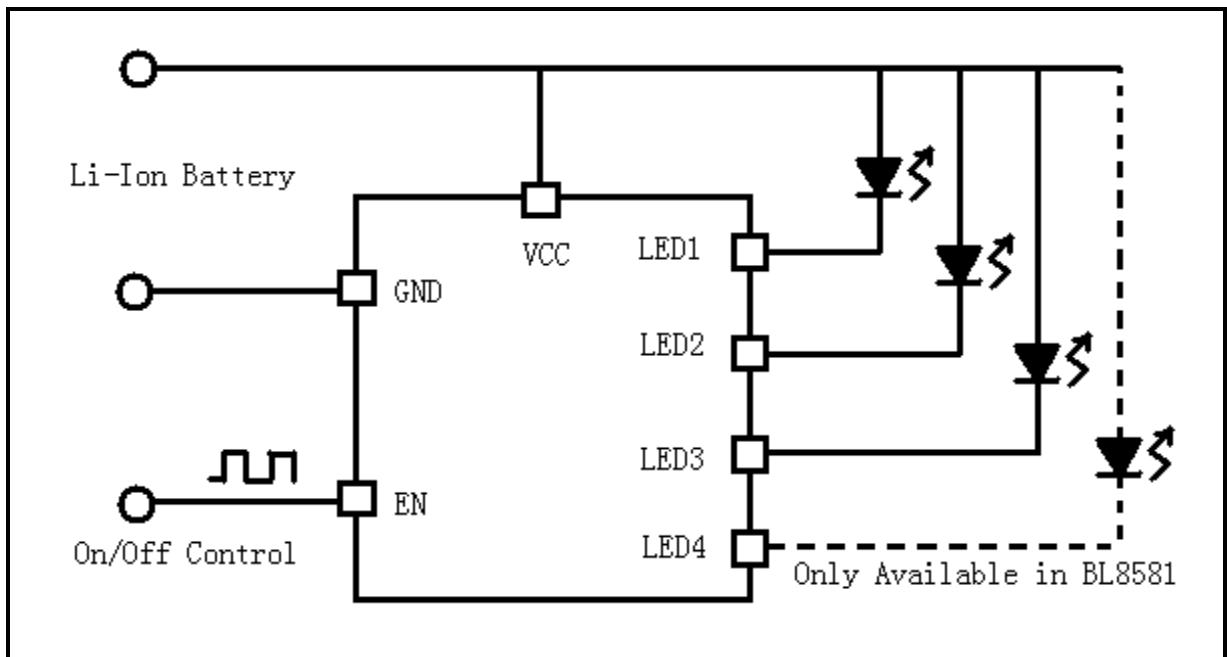 Li-Ion Battery
VCC
LED1
GND
LED2
LED3
EN
LED4
On/Off Control
Only Available in BL8581